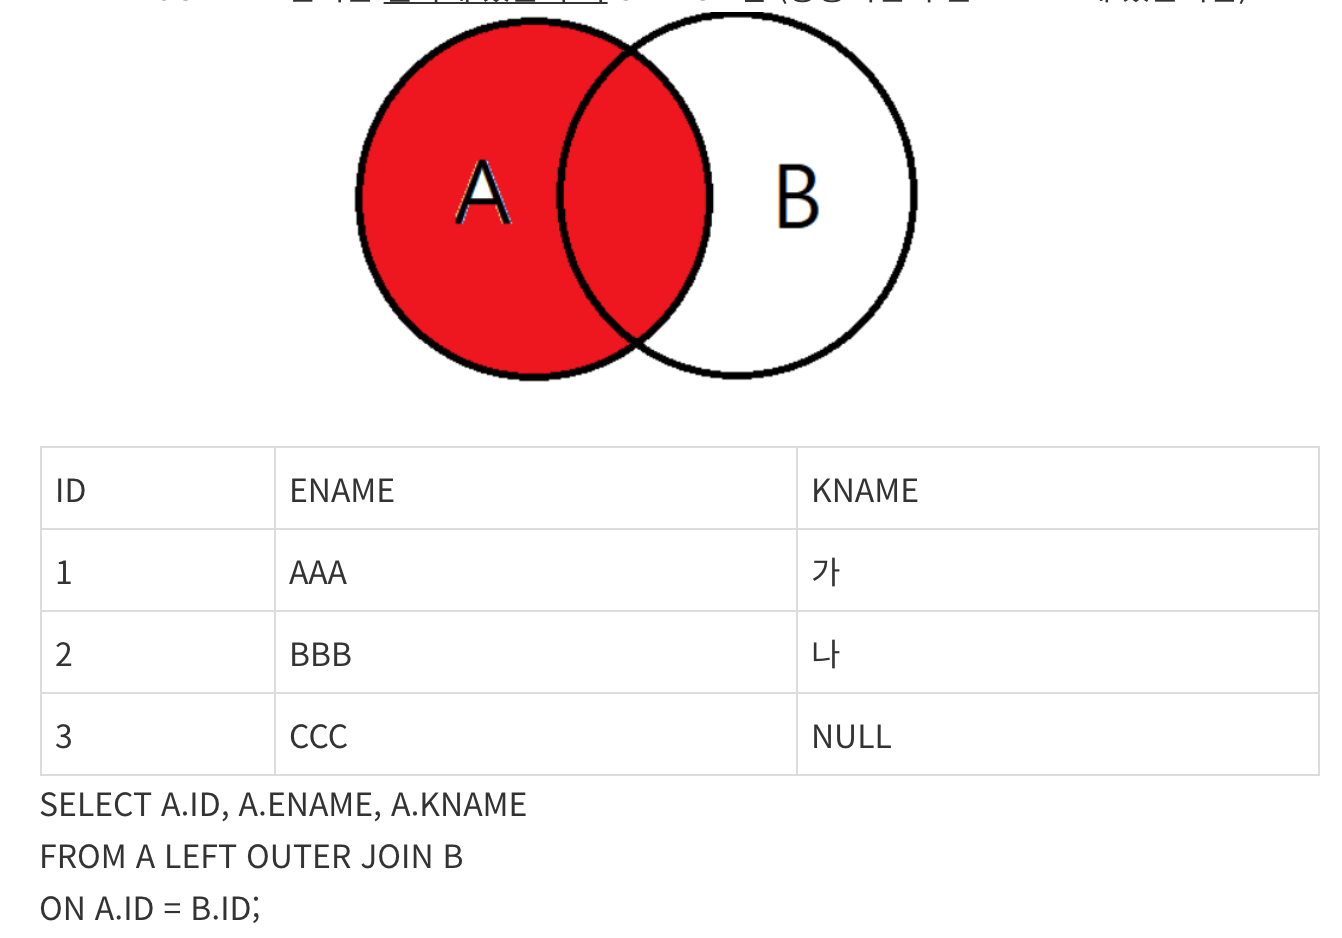 A
B
ID ENAME KNAME
1 AAA 가
2 BBB 나
3 CCC NULL
SELECT A.ID, A.ENAME, A.KNAME
FROM A LEFT OUTER JOIN B
ON A.ID = B.ID;